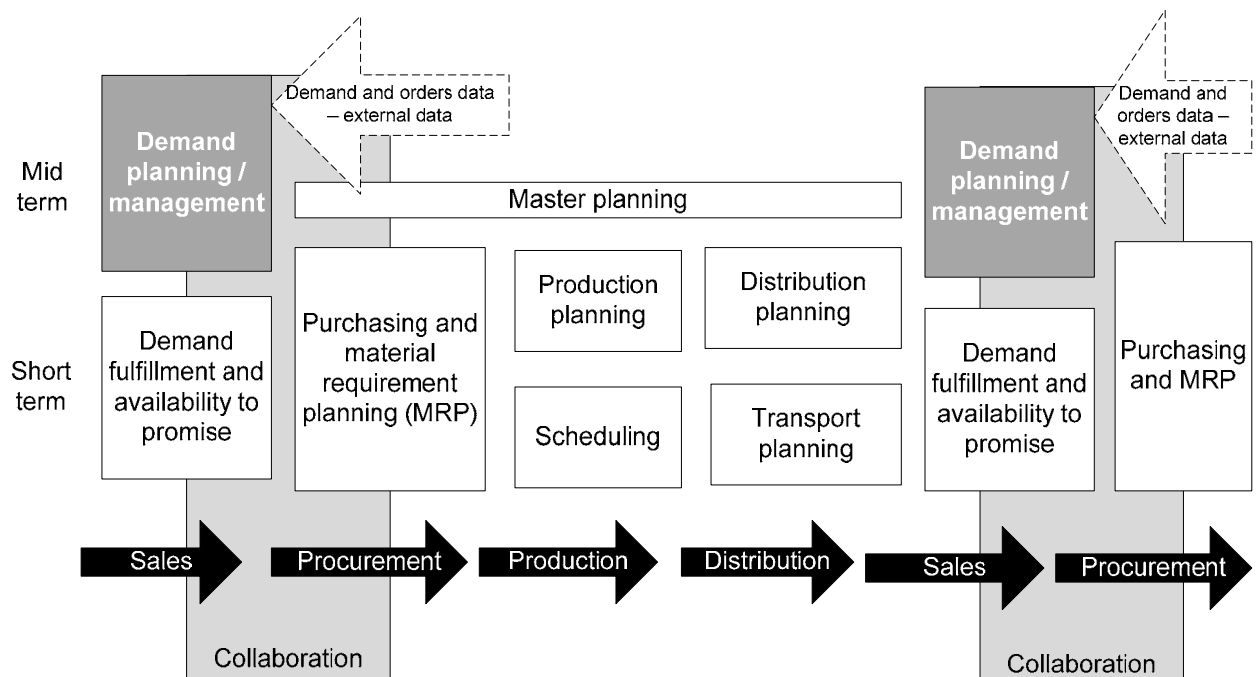 Demand and orders data
– external data
Demand and
orders data –
external data
Demand
planning /
management
Demand
planning /
management
Mid
term
Master planning
Production
planning
Distribution
planning
Demand
fulfillment and
availability to
promise
Purchasing and
material
requirement
planning (MRP)
Demand
fulfillment and
availability to
promise
Purchasing
and MRP
Short
term
Scheduling
Transport
planning
Sales
Procurement
Production
Distribution
Sales
Procurement
Collaboration
Collaboration